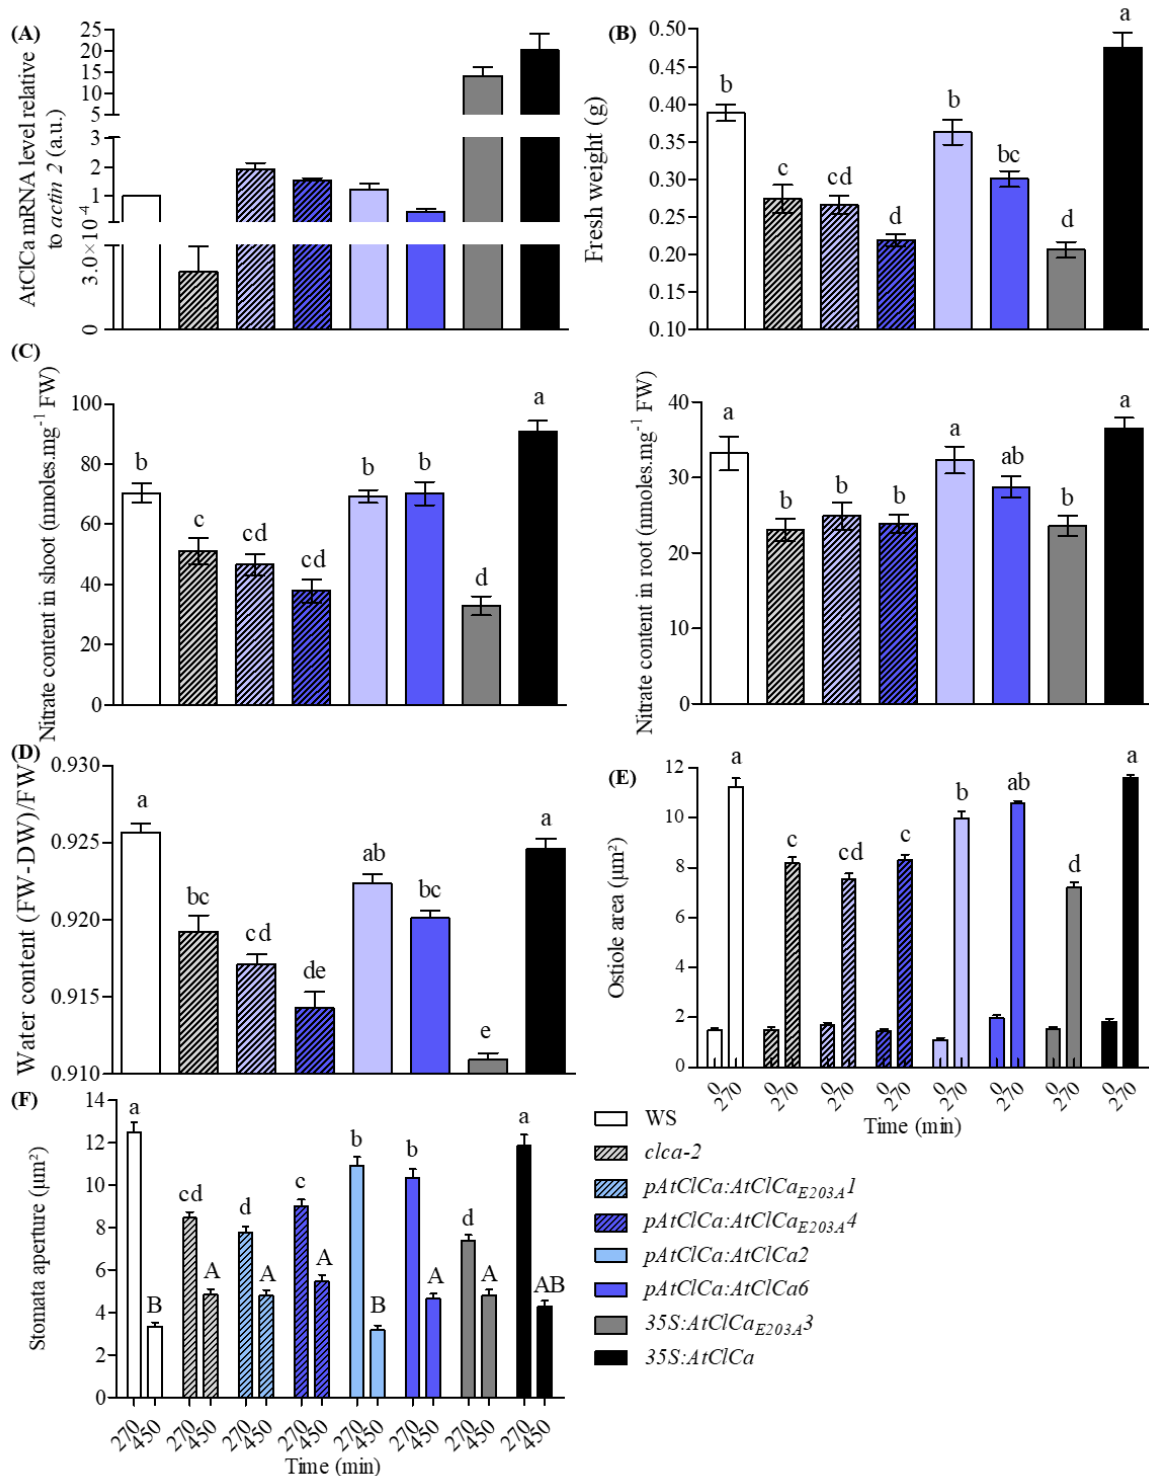 (A)
AtClCa mRNA level relative
to actin 2 (a.u.)
25
20
15
10
5
3
2
1
10⁻⁴
3.0×
0
(B)
Fresh weight (g)
0.50
0.45
0.40
0.35
0.30
0.25
0.20
0.15
0.10
b
c
cd
d
b
bc
d
a
(C)
Nitrate content in shoot (nmoles.mg⁻¹ FW)
100
80
60
40
20
0
b
c
cd
cd
b
b
d
a
Nitrate content in root (nmoles.mg⁻¹ FW)
40
30
20
10
0
a
b
b
b
a
ab
b
a
(D)
Water content (FW-DW)/FW
0.930
0.925
0.920
0.915
0.910
a
bc
cd
de
ab
bc
e
a
(E)
Ostiole area (µm²)
12
10
8
6
4
2
0
a
c
cd
c
b
ab
d
a
0 270 0 270 0 270 0 270 0 270 0 270 0 270 0 270
Time (min)
(F)
Stomata aperture (µm²)
14
12
10
8
6
4
2
0
a
B
cd
A
d
A
c
A
b
B
b
A
d
A
a
AB
270 450 270 450 270 450 270 450 270 450 270 450 270 450 270 450
Time (min)
WS
clca-2
pAtClCa:AtClCa_E203A1
pAtClCa:AtClCa_E203A4
pAtClCa:AtClCa2
pAtClCa:AtClCa6
35S:AtClCa_E203A3
35S:AtClCa